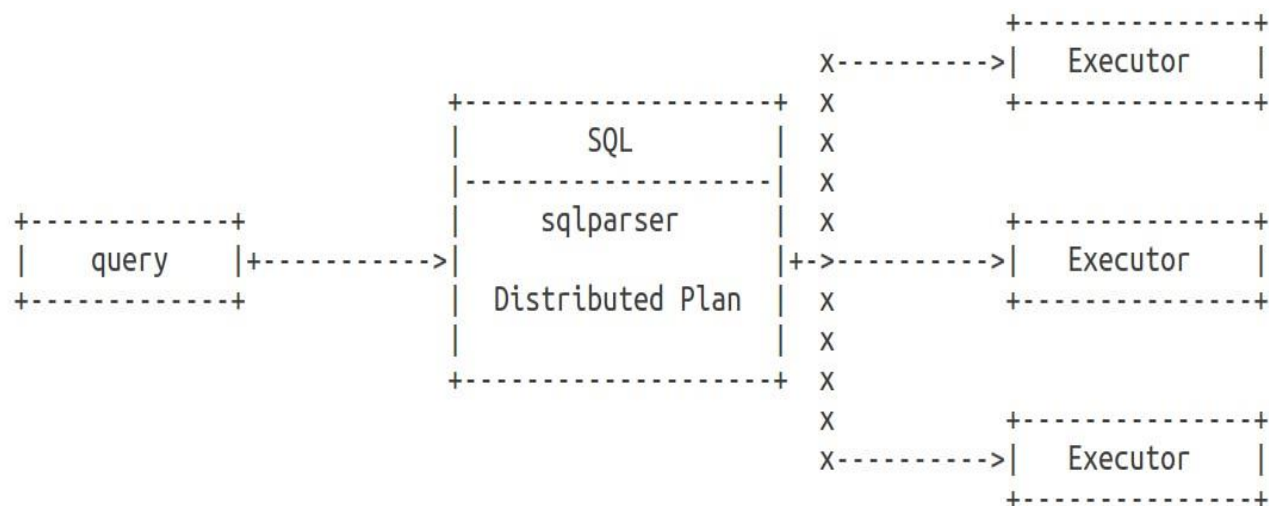 Executor
SQL
sqlparser
query
Executor
Distributed Plan
Executor